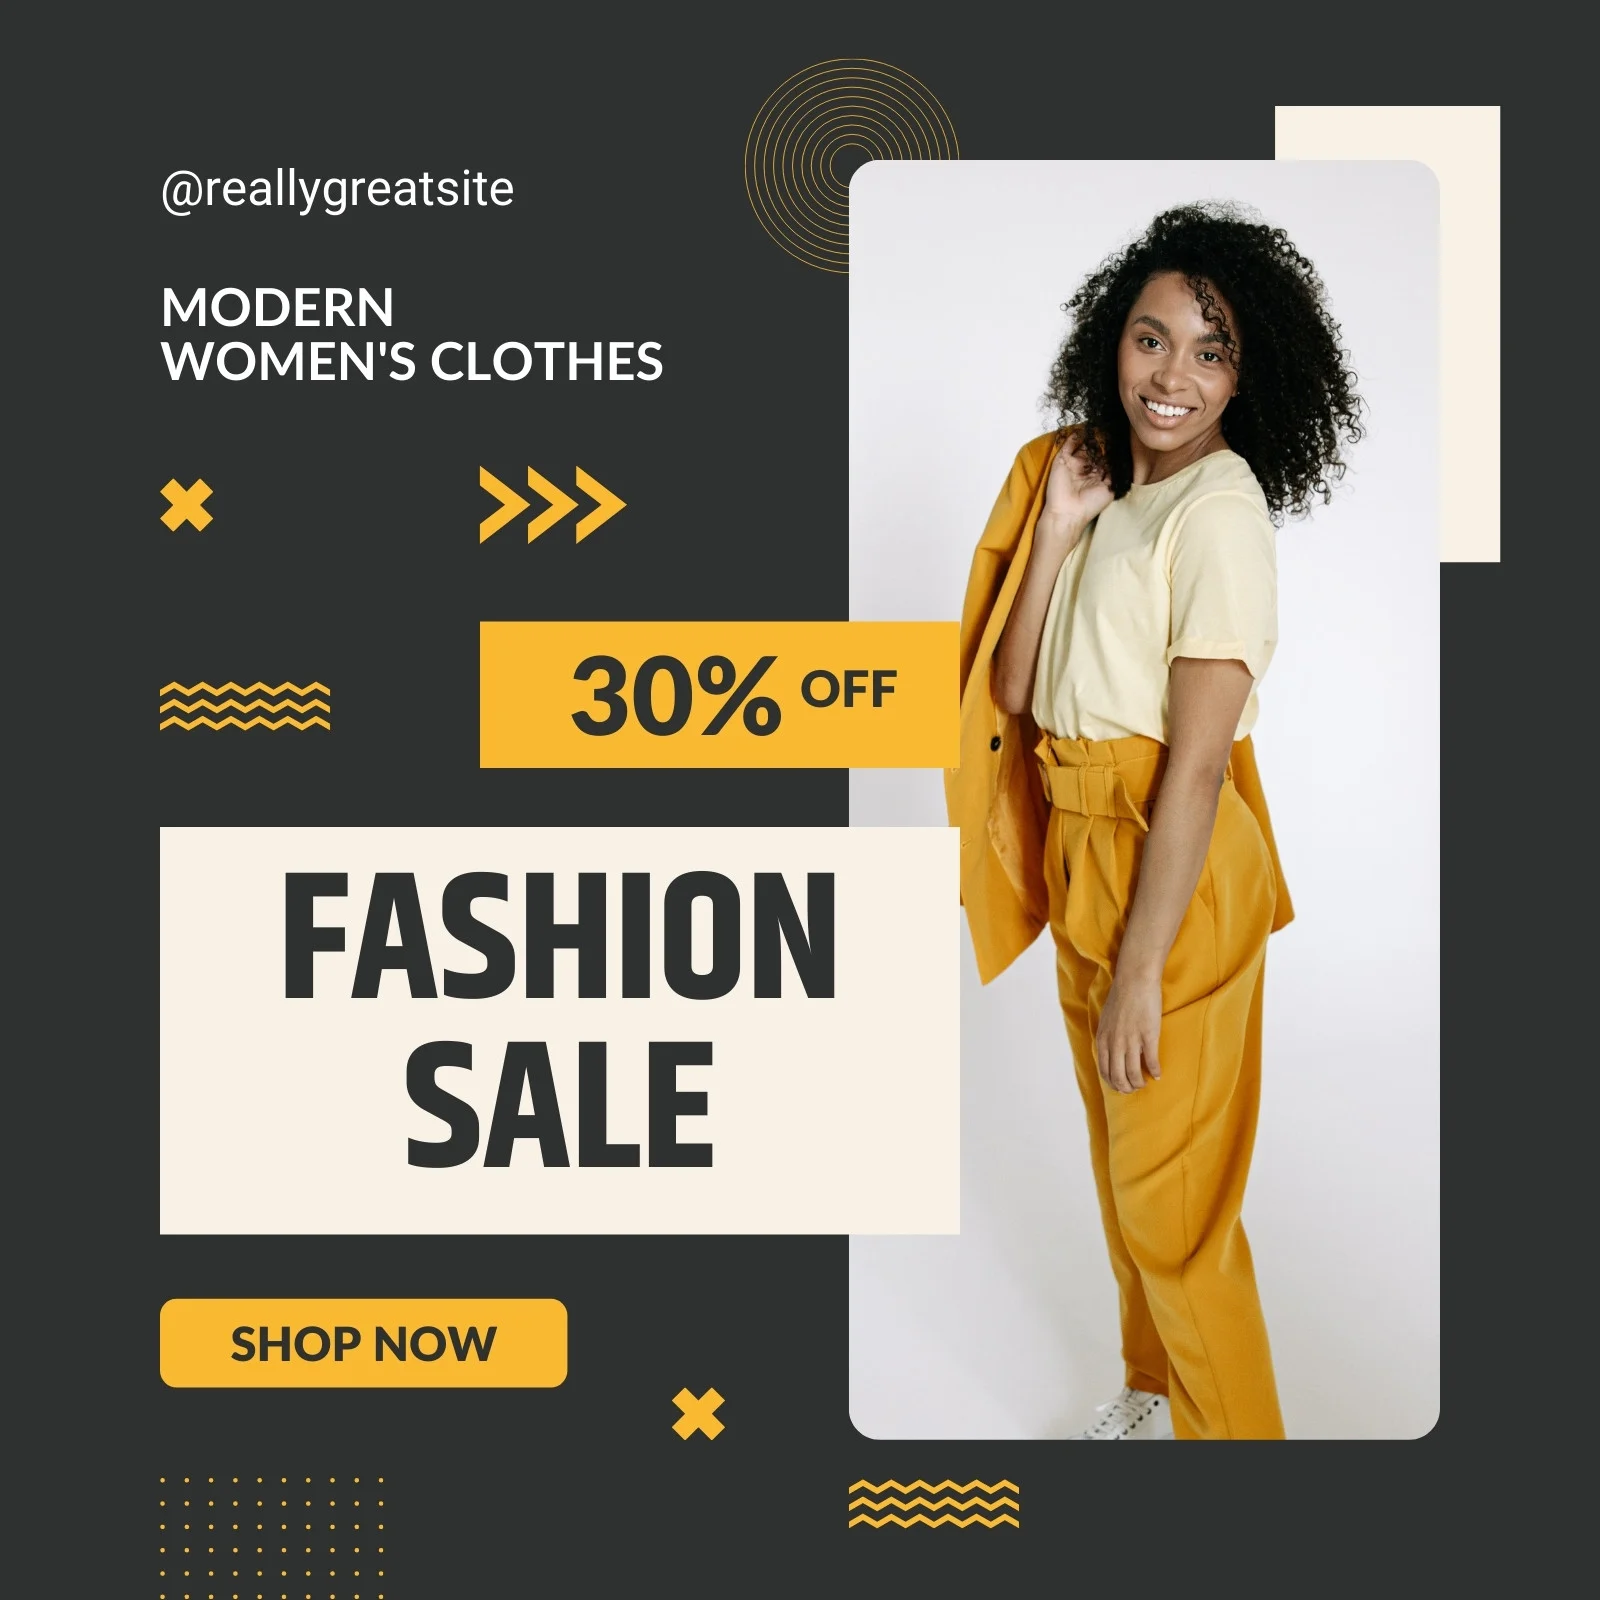 @reallygreatsite
MODERN
WOMEN'S CLOTHES
30% OFF
FASHION
SALE
SHOP NOW